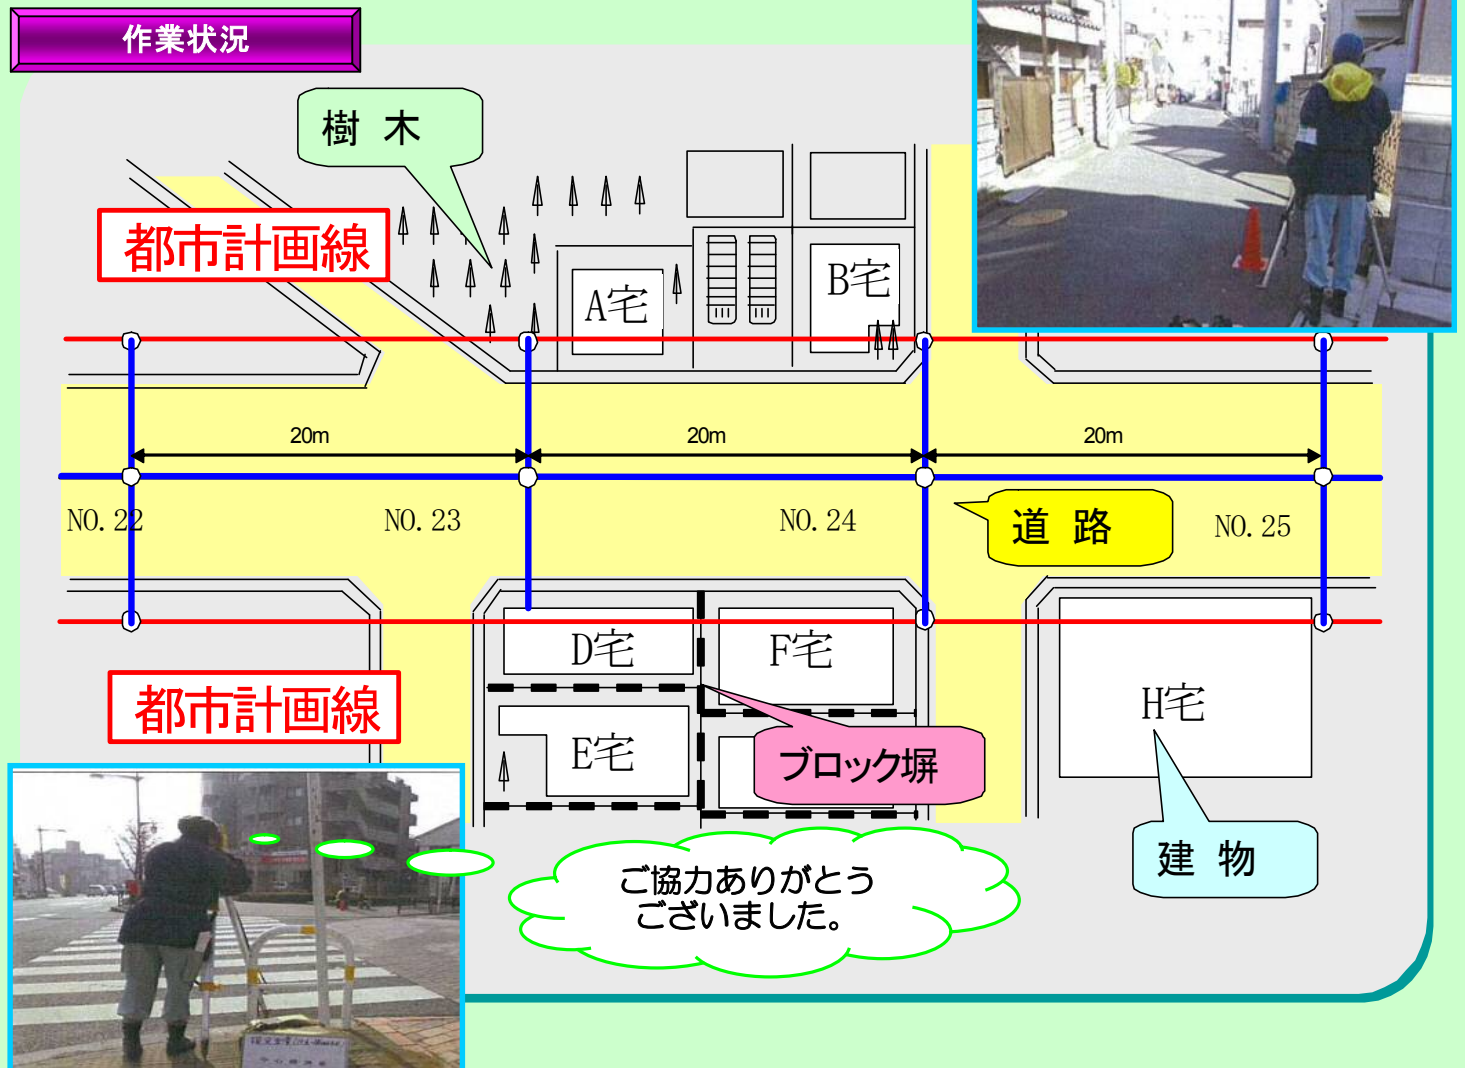 作業状況
樹 木
都市計画線
A宅
B宅
20m
20m
20m
NO. 22
NO. 23
NO. 24
NO. 25
道 路
D宅
F宅
H宅
都市計画線
E宅
ブロック塀
建 物
ご協力ありがとう
ございました。